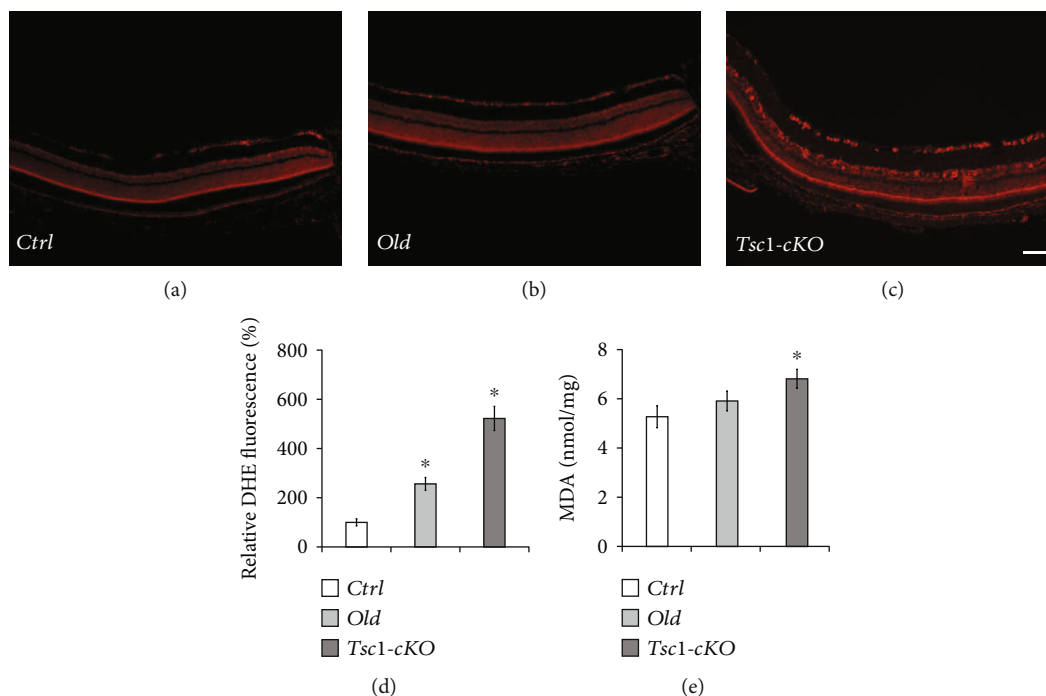 Ctrl
Old
Tsc1-cKO
(a)
(b)
(c)
Relative DHE fluorescence (%)
800
600
400
200
0
*
*
Ctrl
Old
Tsc1-cKO
(d)
MDA (nmol/mg)
8
6
4
2
0
*
Ctrl
Old
Tsc1-cKO
(e)